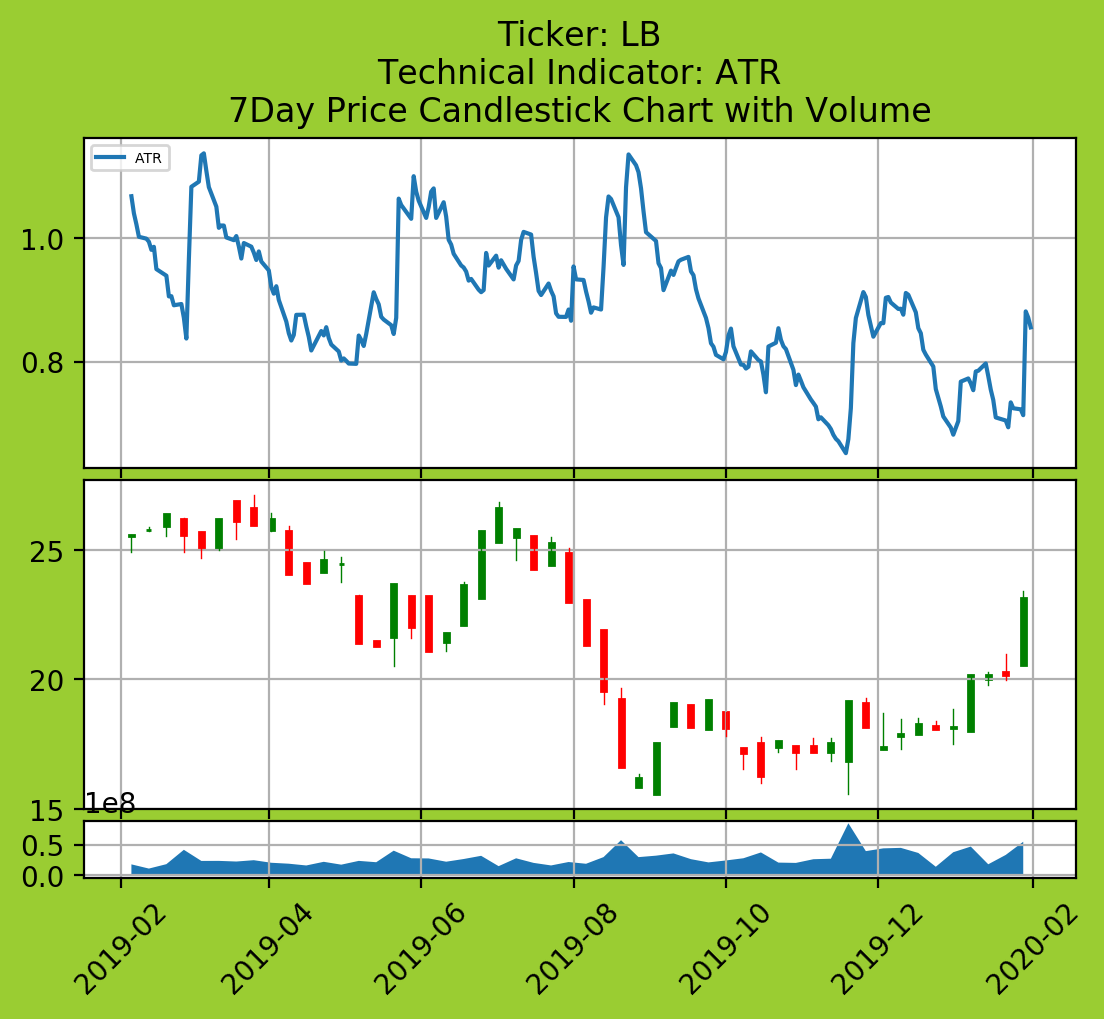 Ticker: LB
Technical Indicator: ATR
7Day Price Candlestick Chart with Volume
ATR
1.0
0.8
25
20
15
1e8
0.5
0.0
2019-02
2019-04
2019-06
2019-08
2019-10
2019-12
2020-02